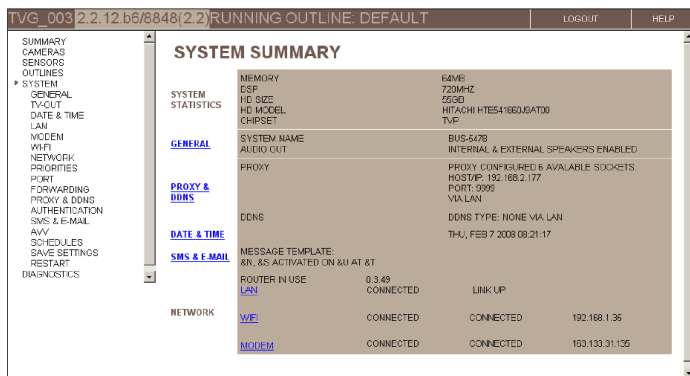 TVG_003 2.2.12.b6/8848(2.2)RUNNING OUTLINE: DEFAULT LOGOUT HELP
SUMMARY
CAMERAS
SENSORS
OUTLINES
SYSTEM
GENERAL
TV-OUT
DATE & TIME
LAN
MODEM
WI-FI
NETWORK
PRIORITIES
PORT
FORWARDING
PROXY & DDNS
AUTHENTICATION
SMS & E-MAIL
AVV
SCHEDULES
SAVE SETTINGS
RESTART
DIAGNOSTICS
SYSTEM SUMMARY
SYSTEM STATISTICS
MEMORY 64MB
DSP 720MHZ
HD SIZE 55GB
HD MODEL HITACHI HTE541660J9AT00
CHIPSET TVP
GENERAL
SYSTEM NAME BUS-6478
AUDIO OUT INTERNAL & EXTERNAL SPEAKERS ENABLED
PROXY & DDNS
PROXY PROXY CONFIGURED 6 AVALABLE SOCKETS.
HOST/IP: 192.168.2.177
PORT: 9999
VIA LAN
DDNS DDNS TYPE: NONE VIA LAN
DATE & TIME THU, FEB 7 2008 08:21:17
SMS & E-MAIL
MESSAGE TEMPLATE:
&N, &S ACTIVATED ON &U AT &T
NETWORK
ROUTER IN USE 0.3.49
LAN CONNECTED LINK UP
WIFI CONNECTED CONNECTED 192.168.1.36
MODEM CONNECTED CONNECTED 163.133.31.135